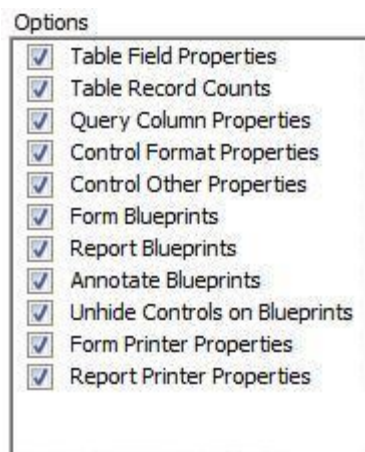 Options
Table Field Properties
Table Record Counts
Query Column Properties
Control Format Properties
Control Other Properties
Form Blueprints
Report Blueprints
Annotate Blueprints
Unhide Controls on Blueprints
Form Printer Properties
Report Printer Properties